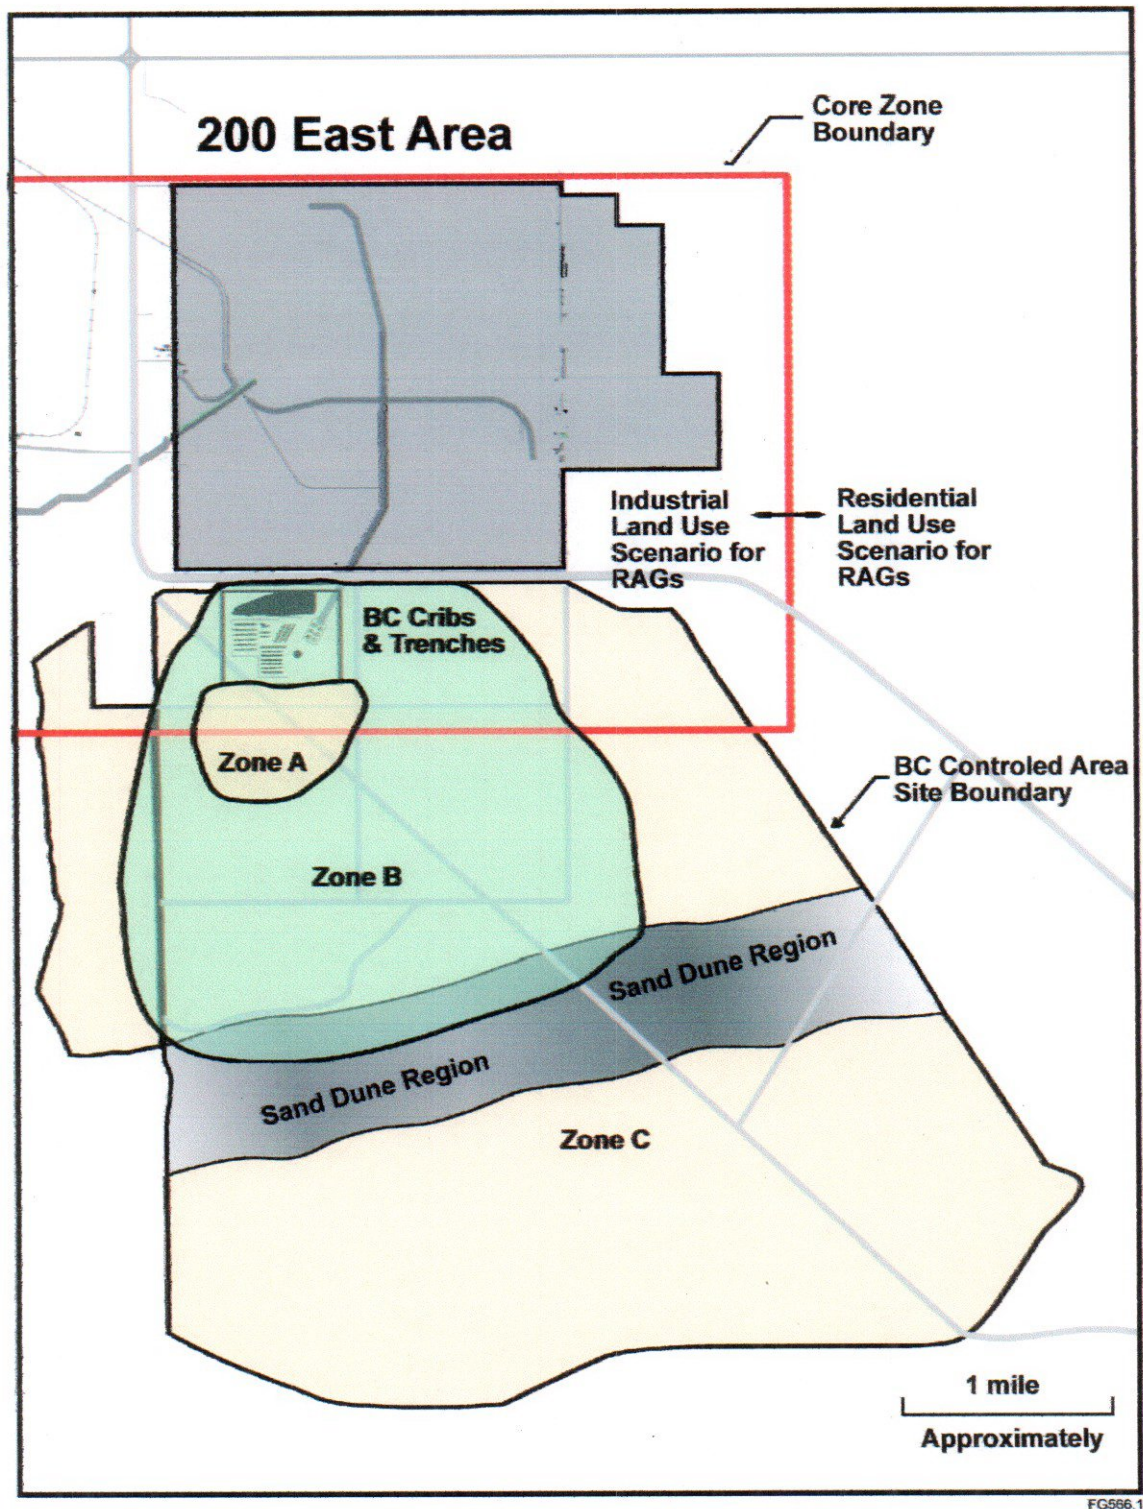 200 East Area
Core Zone
Boundary
Industrial
Land Use
Scenario for
RAGs
Residential
Land Use
Scenario for
RAGs
BC Cribs
& Trenches
Zone A
BC Controled Area
Site Boundary
Zone B
Sand Dune Region
Sand Dune Region
Zone C
1 mile
Approximately
FG566.1